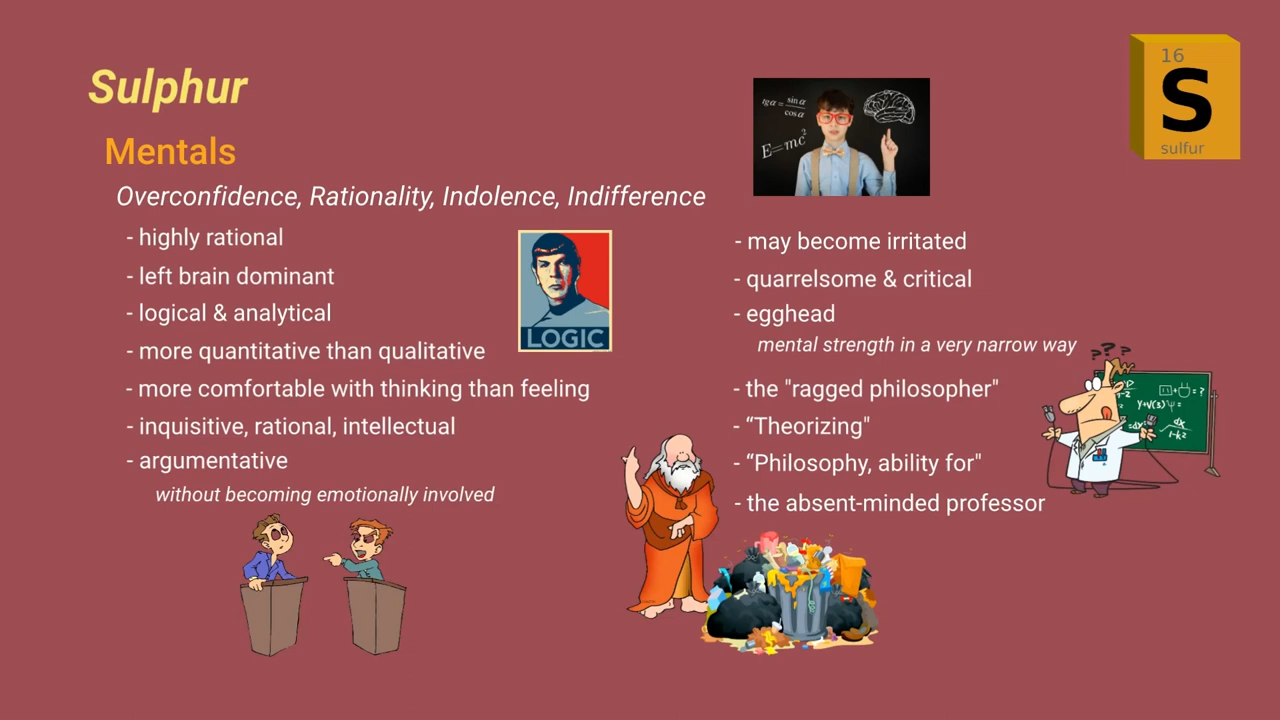 Sulphur
Mentals
Overconfidence, Rationality, Indolence, Indifference
- highly rational
- left brain dominant
- logical & analytical
- more quantitative than qualitative
- more comfortable with thinking than feeling
- inquisitive, rational, intellectual
- argumentative
without becoming emotionally involved
LOGIC
tgα = sin α / cos α
E=mc²
16
S
sulfur
- may become irritated
- quarrelsome & critical
- egghead
mental strength in a very narrow way
- the "ragged philosopher"
- “Theorizing"
- “Philosophy, ability for"
- the absent-minded professor
???